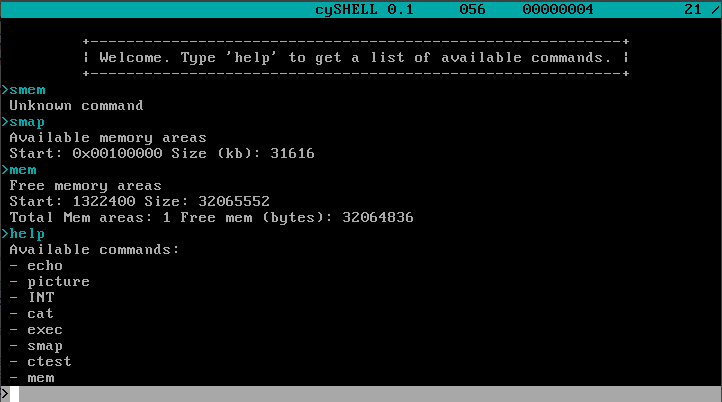 cySHELL 0.1 056 00000004 21 /
+--------------------------------------------------------------------+
¦ Welcome. Type 'help' to get a list of available commands. ¦
+--------------------------------------------------------------------+
>smem
Unknown command
>smap
Available memory areas
Start: 0x00100000 Size (kb): 31616
>mem
Free memory areas
Start: 1322400 Size: 32065552
Total Mem areas: 1 Free mem (bytes): 32064836
>help
Available commands:
- echo
- picture
- INT
- cat
- exec
- smap
- ctest
- mem
>